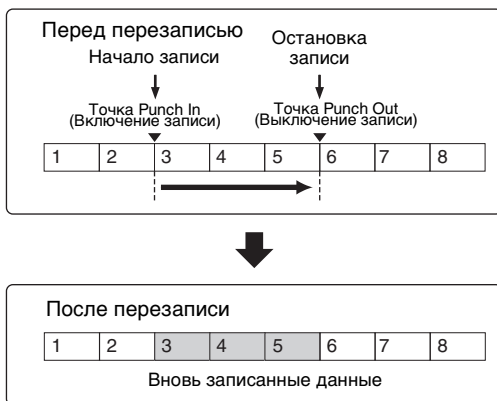 Перед перезаписью
Начало записи
Остановка
записи
Точка Punch In
(Включение записи)
Точка Punch Out
(Выключение записи)
1 2 3 4 5 6 7 8
После перезаписи
1 2 3 4 5 6 7 8
Вновь записанные данные